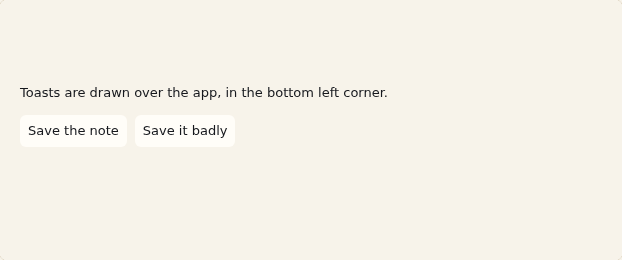 Toasts are drawn over the app, in the bottom left corner.
Save the note Save it badly